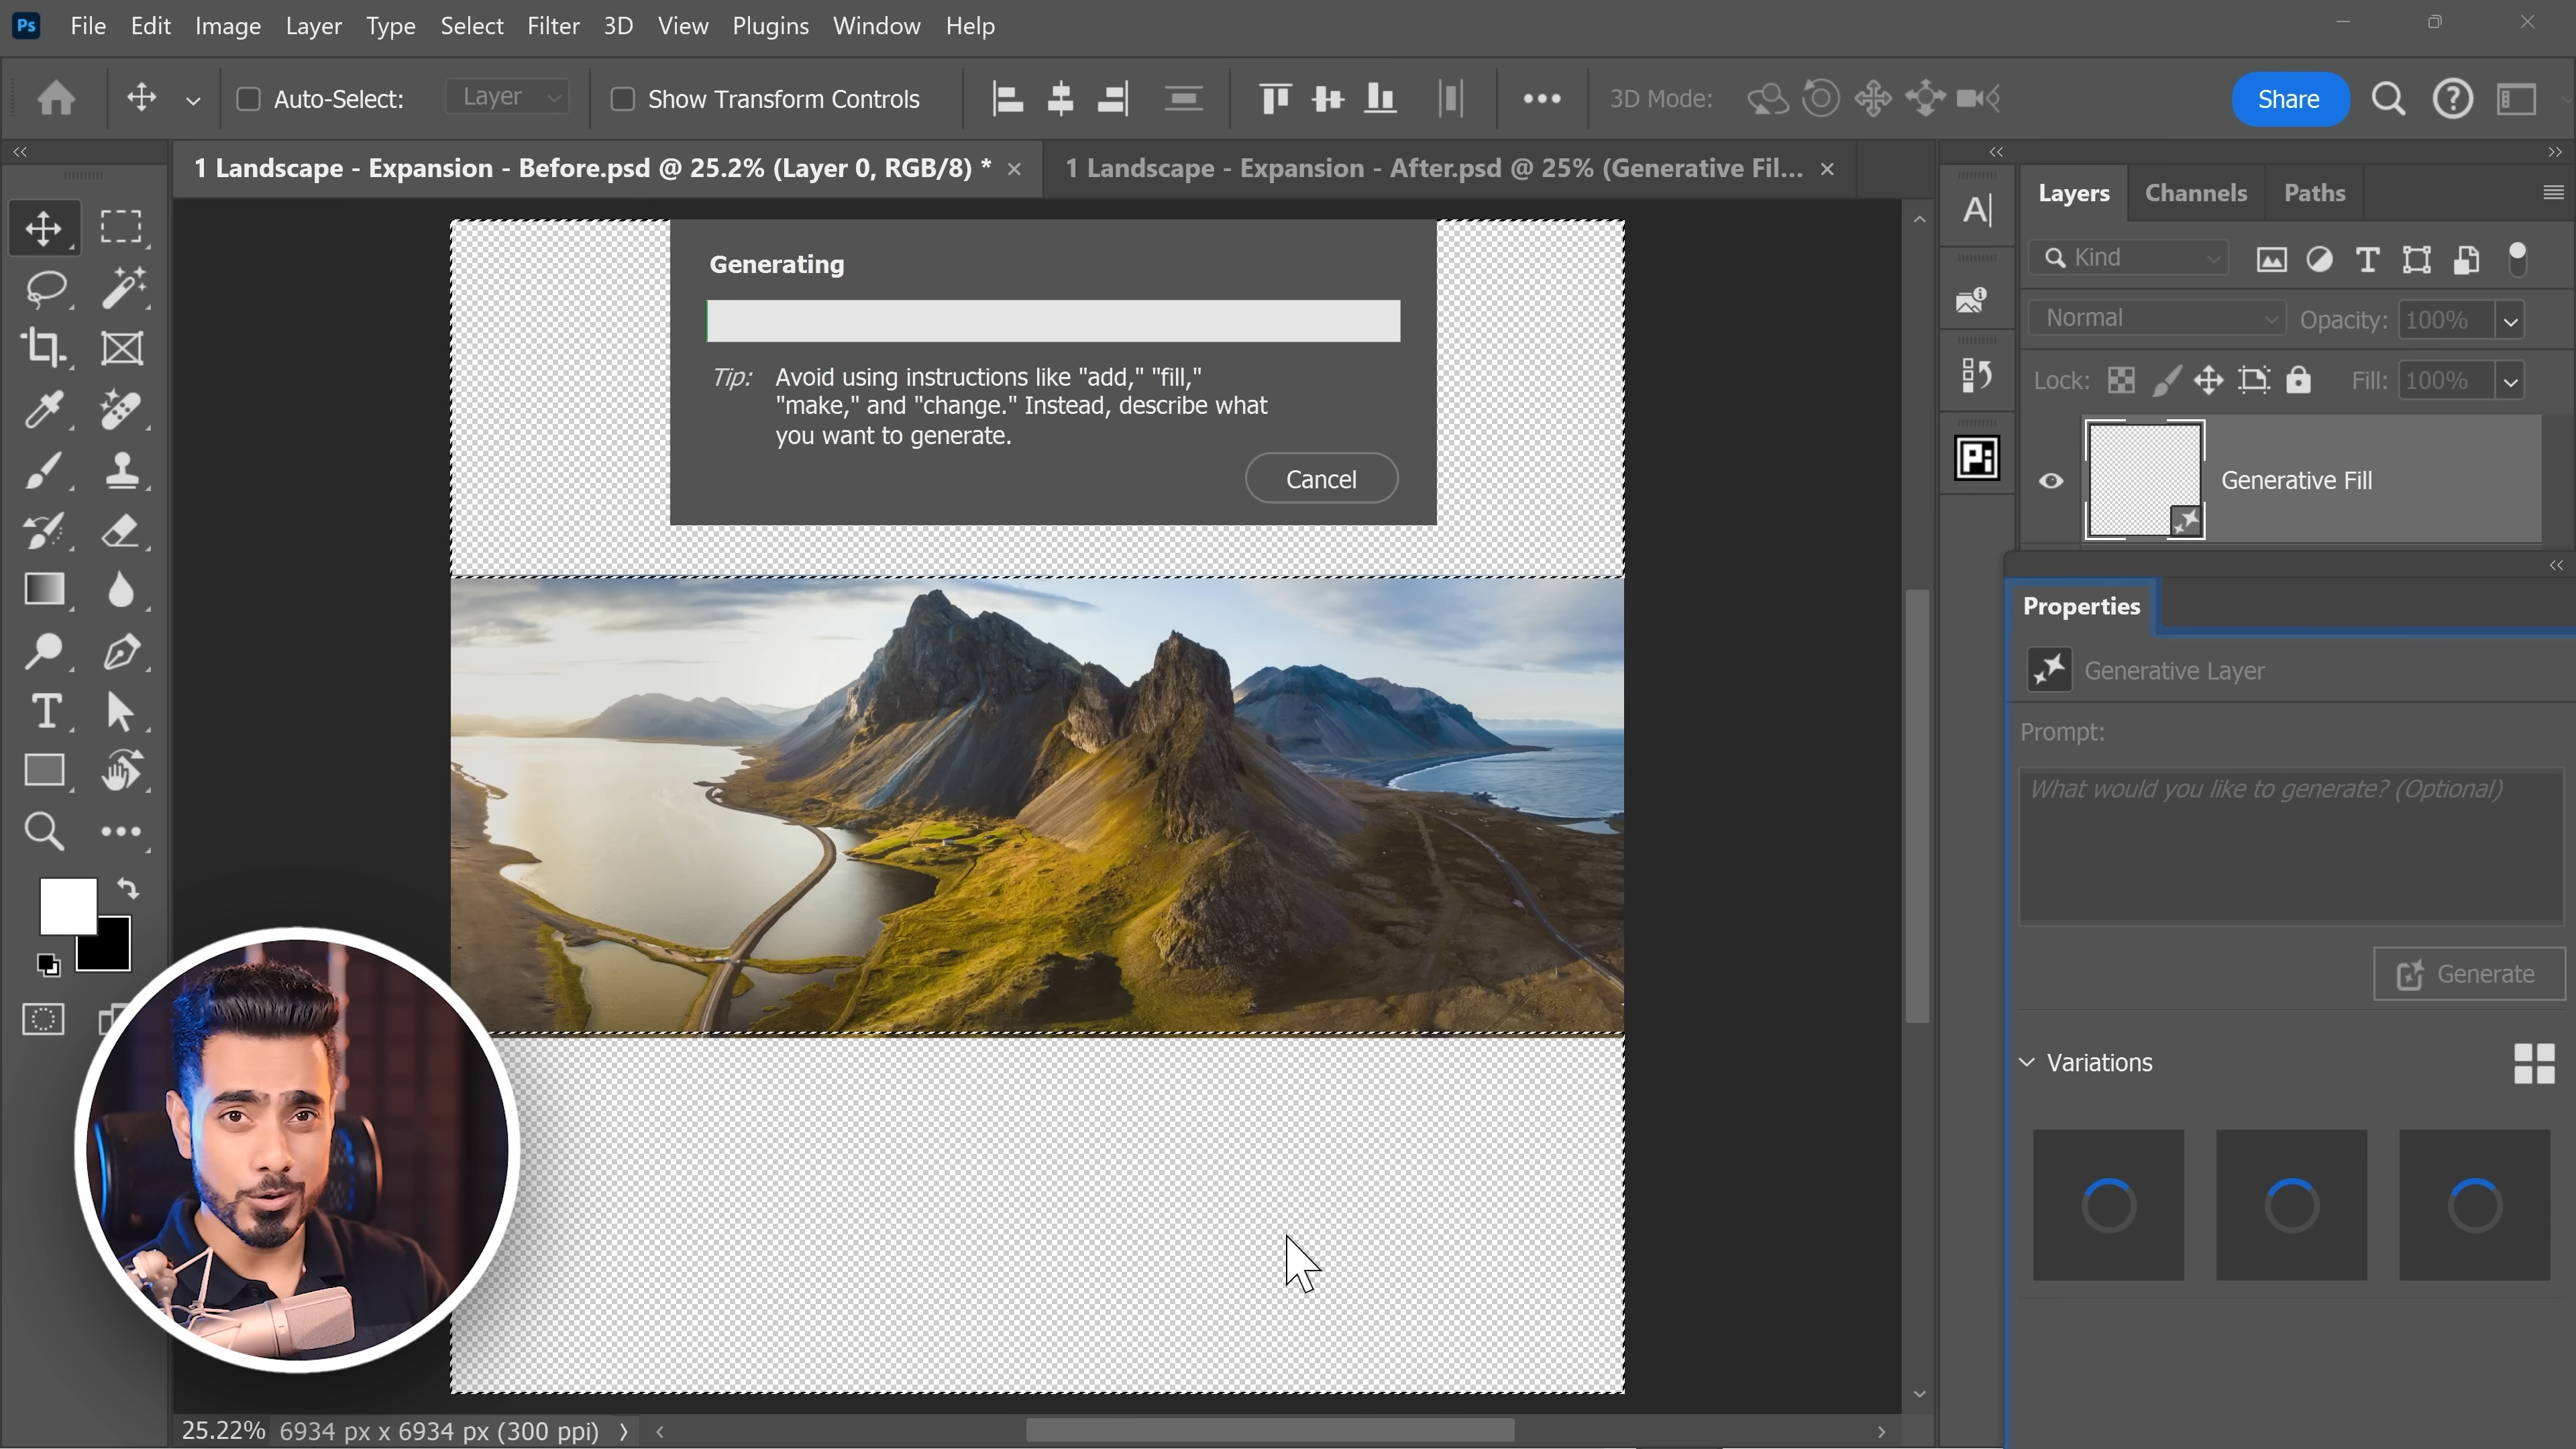 Ps File Edit Image Layer Type Select Filter 3D View Plugins Window Help
Auto-Select: Layer Show Transform Controls 3D Mode: Share
1 Landscape - Expansion - Before.psd @ 25.2% (Layer 0, RGB/8) * 1 Landscape - Expansion - After.psd @ 25% (Generative Fil...
Layers Channels Paths
Kind
Normal Opacity: 100%
Lock: Fill: 100%
Generative Fill
Generating
Tip: Avoid using instructions like "add," "fill,"
"make," and "change." Instead, describe what
you want to generate.
Cancel
A
Pi
Properties
Generative Layer
Prompt:
What would you like to generate? (Optional)
Generate
Variations
25.22% 6934 px x 6934 px (300 ppi)